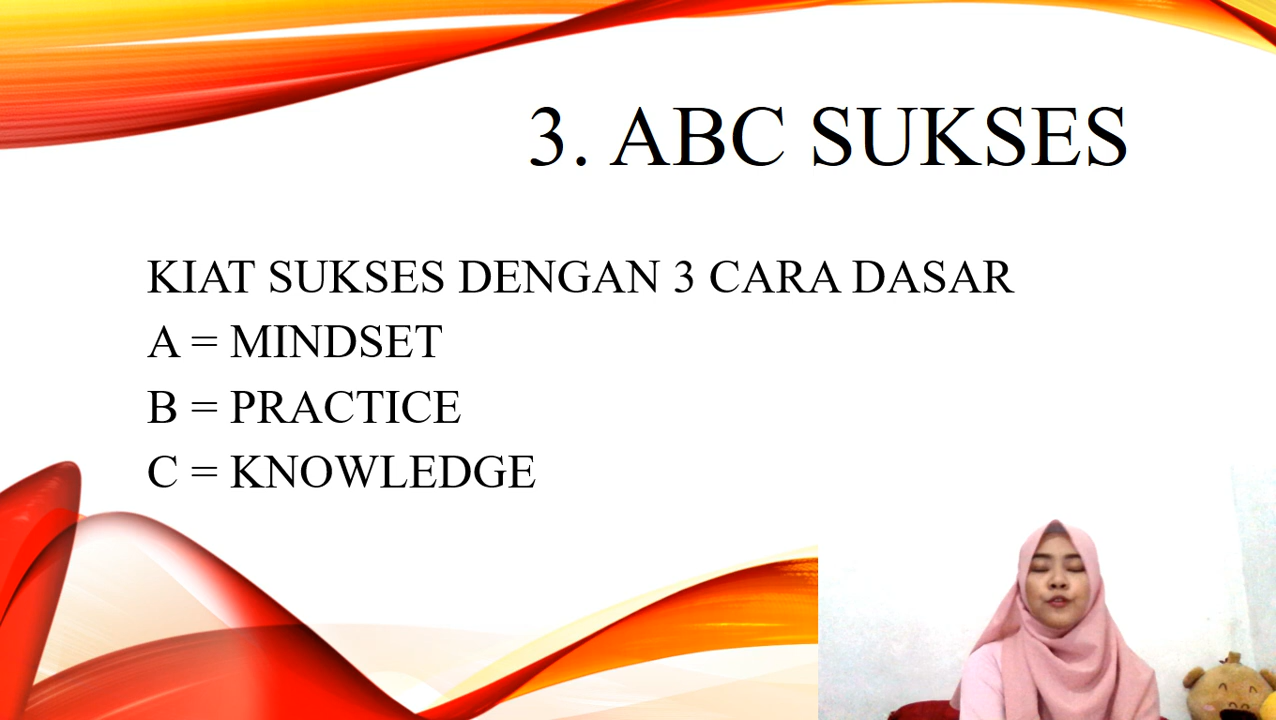 3. ABC SUKSES
KIAT SUKSES DENGAN 3 CARA DASAR
A = MINDSET
B = PRACTICE
C = KNOWLEDGE